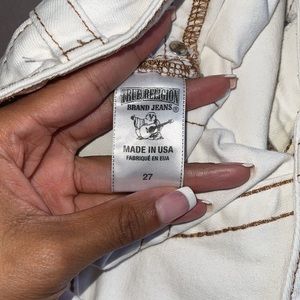 TRUE RELIGION
BRAND JEANS®
MADE IN USA
FABRIQUÉ EN EUA
27